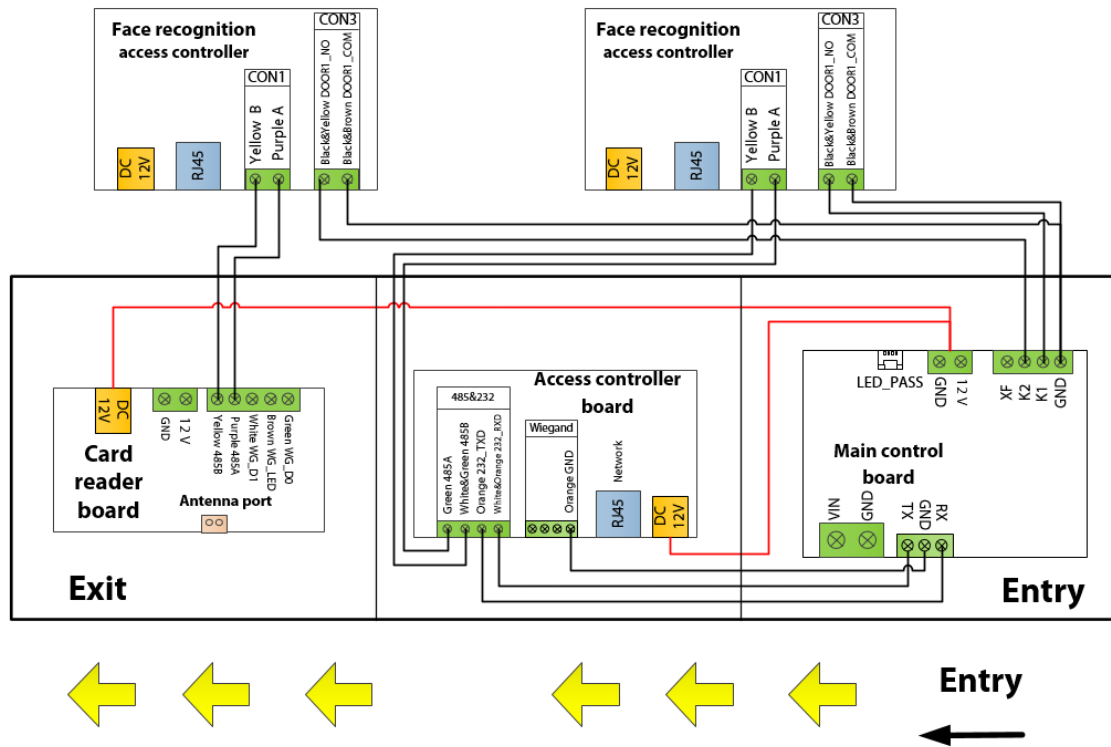 Face recognition
access controller
CON3
Black&Yellow DOOR1_NO
Black&Brown DOOR1_COM
CON1
Yellow B
Purple A
DC
12V
RJ45
Face recognition
access controller
CON3
Black&Yellow DOOR1_NO
Black&Brown DOOR1_COM
CON1
Yellow B
Purple A
DC
12V
RJ45
DC
12V
GND
12 V
Yellow 485B
Purple 485A
White WG_D1
Brown WG_LED
Green WG_D0
Card
reader
board
Antenna port
Exit
Access controller
board
485&232
Green 485A
White&Green 485B
Orange 232_TXD
White&Orange 232_RXD
Wiegand
Orange GND
Network
RJ45
DC
12V
LED_PASS
GND
12 V
XF
K2
K1
GND
Main control
board
VIN
GND
TX
GND
RX
Entry
Entry